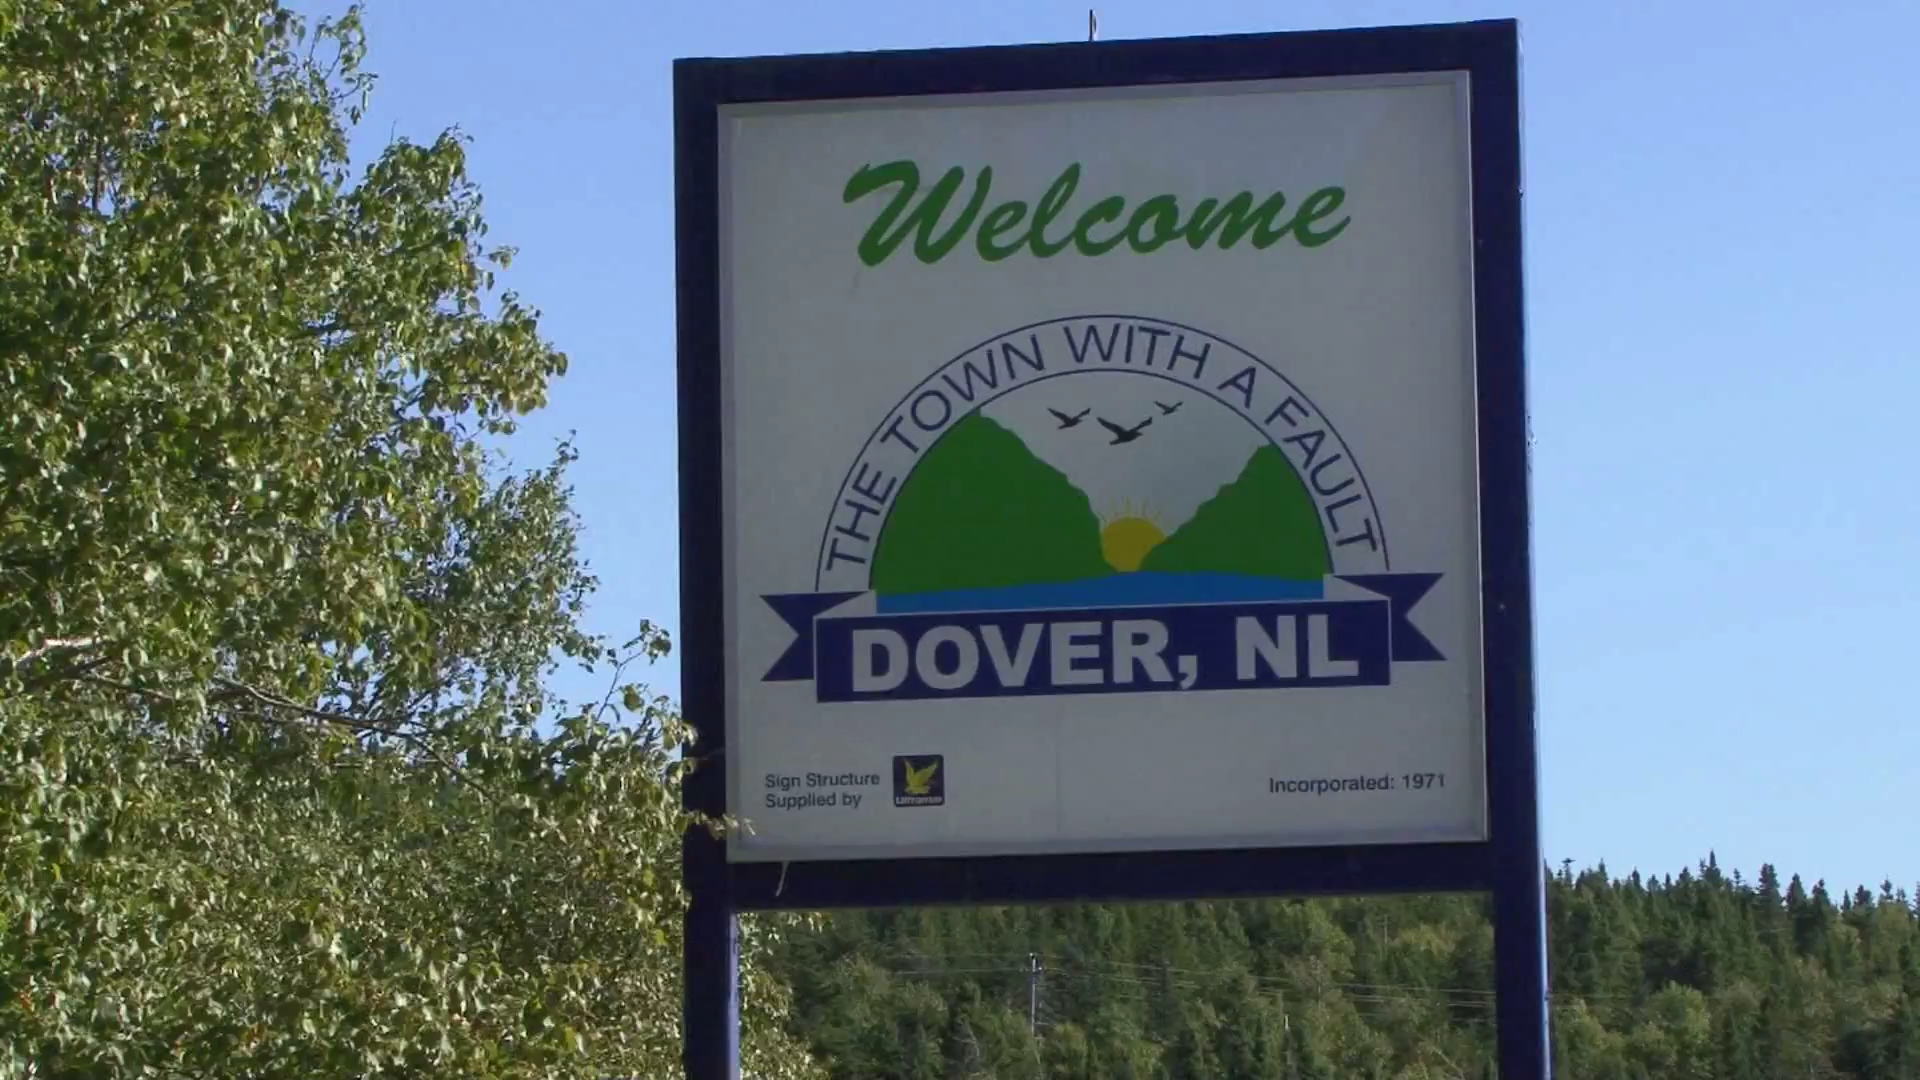 Welcome
THE TOWN WITH A FAULT
DOVER, NL
Sign Structure
Supplied by
Incorporated: 1971